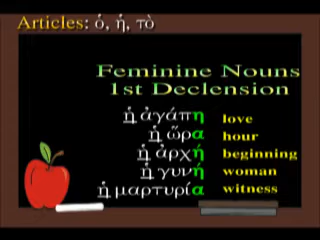 Articles: ὁ, ἡ, τὸ
Feminine Nouns
1st Declension
ἡ ἀγάπη love
ἡ ὥρα hour
ἡ ἀρχή beginning
ἡ γυνή woman
ἡ μαρτυρία witness